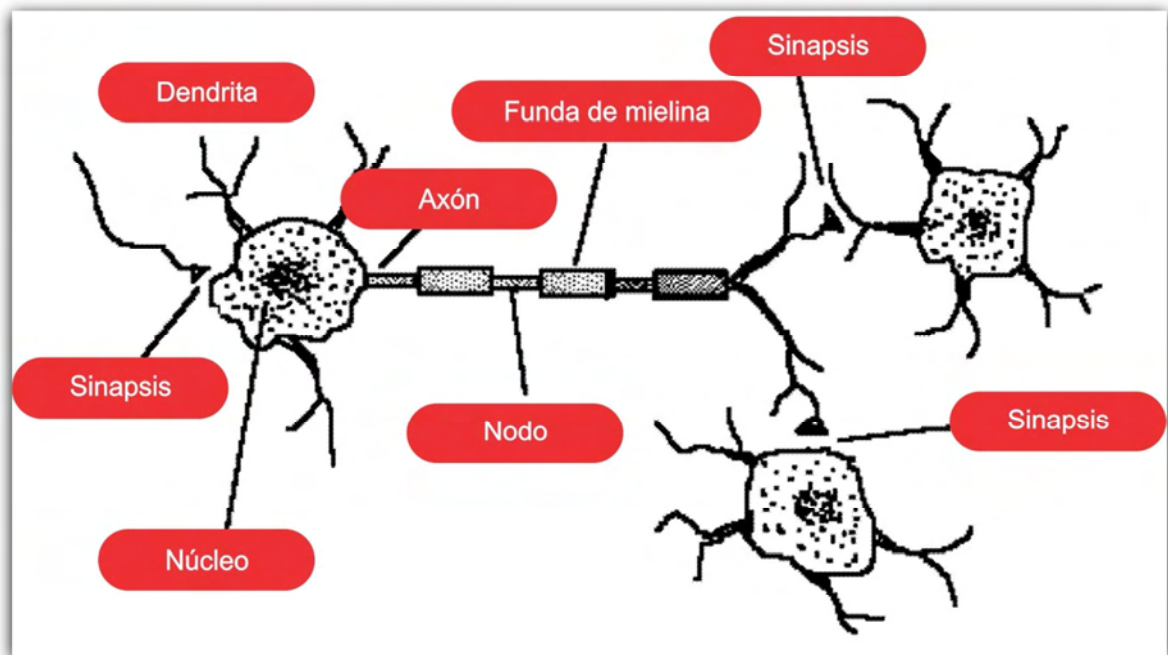 Sinapsis
Dendrita
Funda de mielina
Axón
Sinapsis
Nodo
Sinapsis
Núcleo